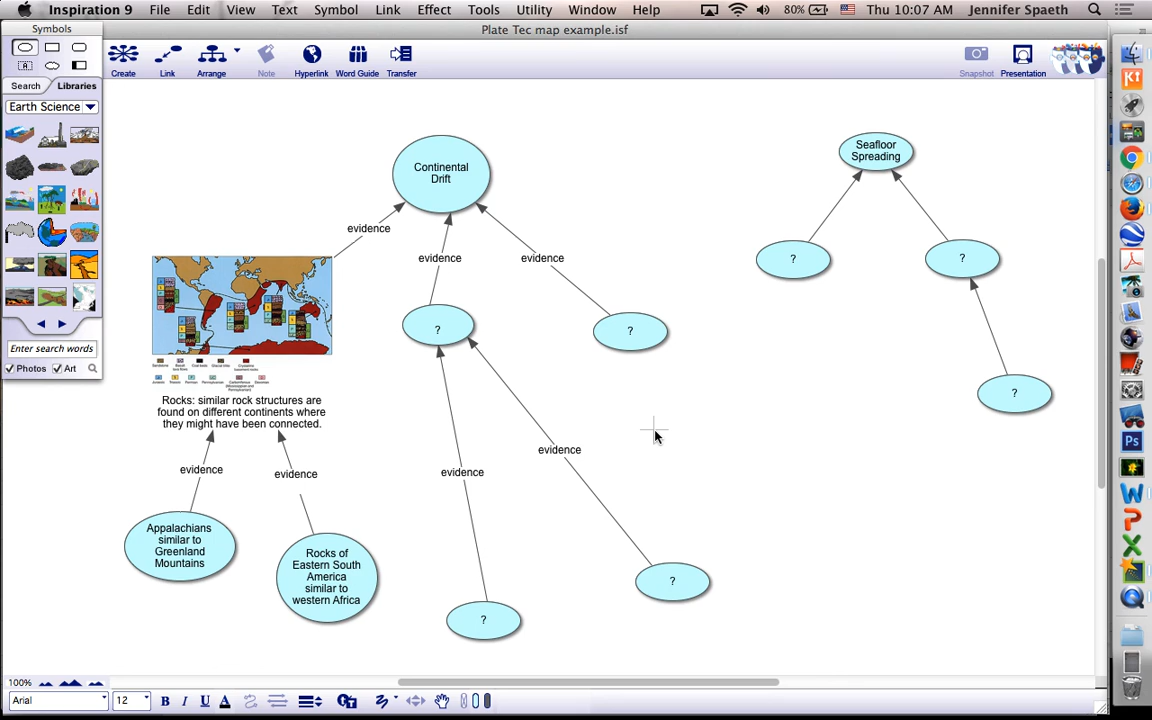 Inspiration 9 File Edit View Text Symbol Link Effect Tools Utility Window Help 80% Thu 10:07 AM Jennifer Spaeth
Symbols
Plate Tec map example.isf
Create Link Arrange Note Hyperlink Word Guide Transfer Snapshot Presentation
Search Libraries
Earth Science
Enter search words
Photos Art
Continental
Drift
Seafloor
Spreading
evidence
evidence
evidence
?
?
?
?
?
Rocks: similar rock structures are
found on different continents where
they might have been connected.
evidence
evidence
evidence
evidence
Appalachians
similar to
Greenland
Mountains
Rocks of
Eastern South
America
similar to
western Africa
?
?
100%
Arial 12 B I U A